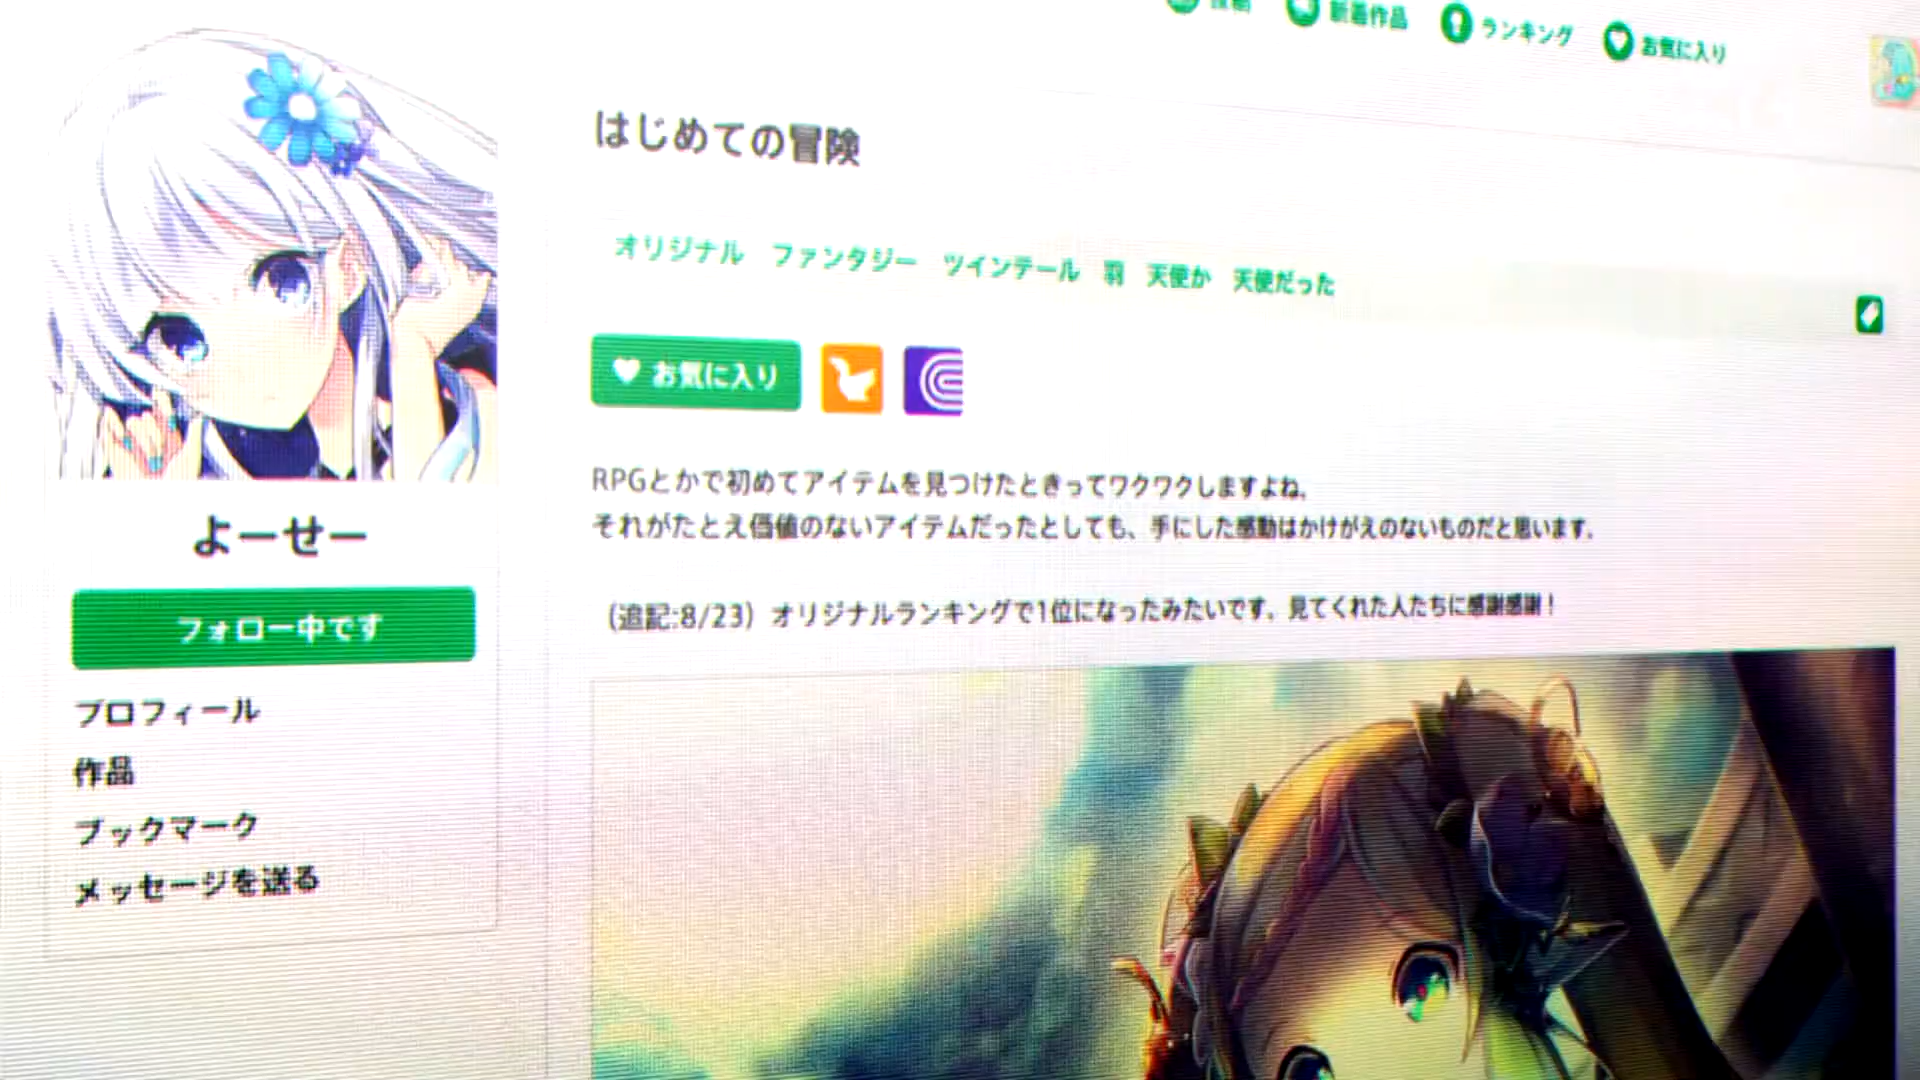 新着作品
ランキング
お気に入り
はじめての冒険
オリジナル ファンタジー ツインテール 羽 天使か 天使だった
お気に入り
RPGとかで初めてアイテムを見つけたときってワクワクしますよね。
それがたとえ価値のないアイテムだったとしても、手にした感動はかけがえのないものだと思います。
(追記:8/23) オリジナルランキングで1位になったみたいです。見てくれた人たちに感謝感謝!
よーせー
フォロー中です
プロフィール
作品
ブックマーク
メッセージを送る